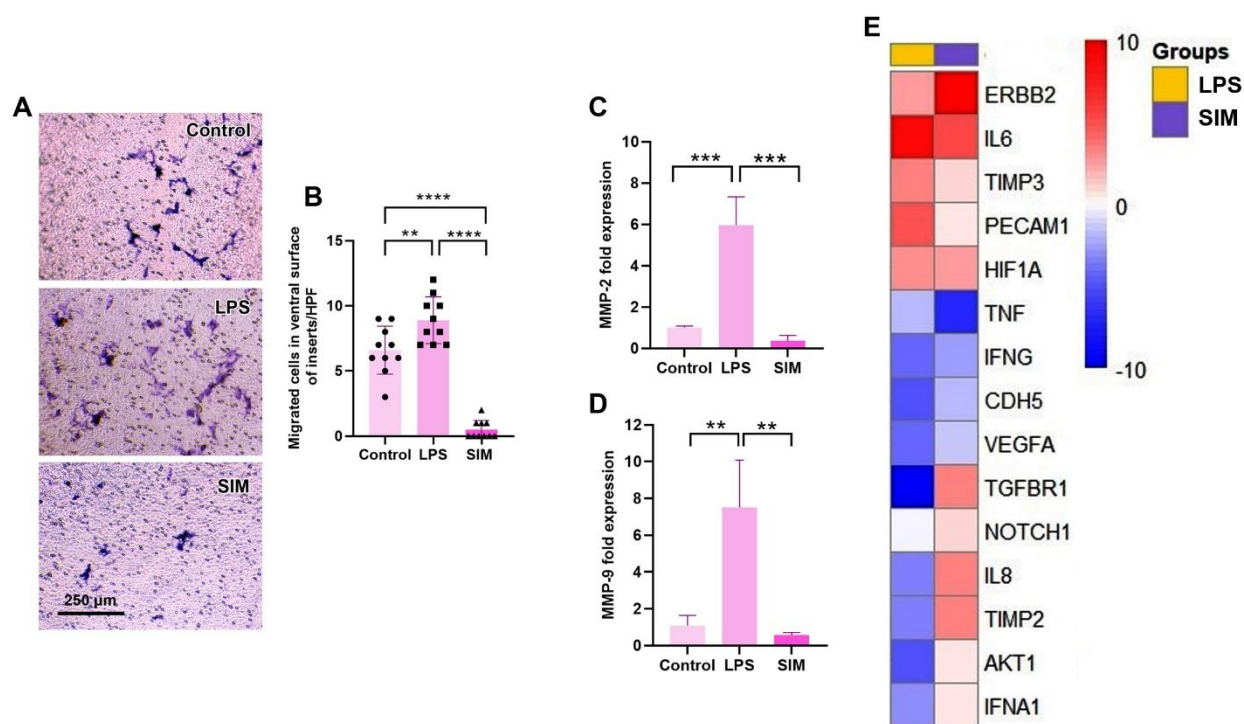 A
Control
LPS
SIM
250 µm
B
****
**
****
Migrated cells in ventral surface
of inserts/HPF
15
10
5
0
Control
LPS
SIM
C
***
***
MMP-2 fold expression
10
8
6
4
2
0
Control
LPS
SIM
D
**
**
MMP-9 fold expression
12
10
8
6
4
2
0
Control
LPS
SIM
E
ERBB2
IL6
TIMP3
PECAM1
HIF1A
TNF
IFNG
CDH5
VEGFA
TGFBR1
NOTCH1
IL8
TIMP2
AKT1
IFNA1
10
0
-10
Groups
LPS
SIM